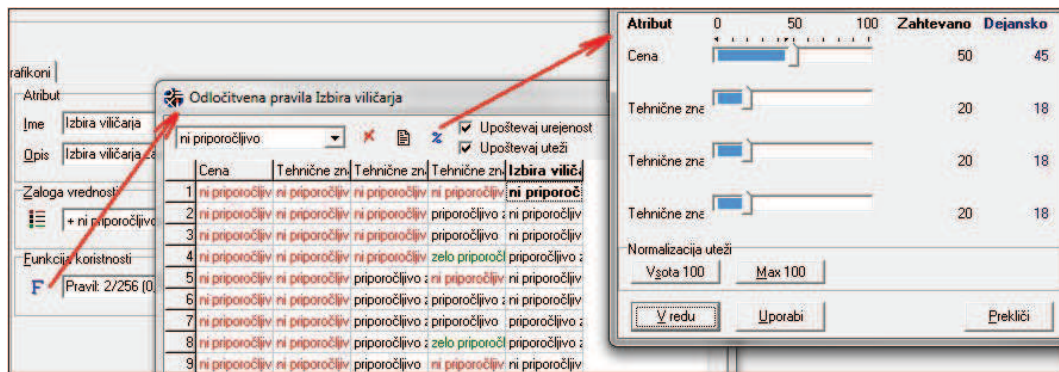 rafikoni
Atribut
Ime Izbira viličarja
Opis Izbira viličarja za
Zaloga vrednosti
+ ni priporočljivo
Funkcija koristnosti
F Pravil: 2/256 (0,
Odločitvena pravila Izbira viličarja
ni priporočljivo
% Upoštevaj urejenost
Upoštevaj uteži
Cena Tehnične zn Tehnične zn Tehnične zn Izbira vilič
1 ni priporočljiv ni priporočljiv ni priporočljiv ni priporočljiv ni priporoč
2 ni priporočljiv ni priporočljiv ni priporočljiv priporočljivo z ni priporočljiv
3 ni priporočljiv ni priporočljiv ni priporočljiv priporočljivo ni priporočljiv
4 ni priporočljiv ni priporočljiv ni priporočljiv zelo priporočl priporočljivo z
5 ni priporočljiv ni priporočljiv priporočljivo z ni priporočljiv ni priporočljiv
6 ni priporočljiv ni priporočljiv priporočljivo z priporočljivo z ni priporočljiv
7 ni priporočljiv ni priporočljiv priporočljivo z priporočljivo priporočljivo z
8 ni priporočljiv ni priporočljiv priporočljivo z zelo priporočl priporočljivo z
9 ni priporočljiv ni priporočljiv priporočljivo ni priporočljiv ni priporočljiv
Atribut 0 50 100 Zahtevano Dejansko
Cena 50 45
Tehnične zna 20 18
Tehnične zna 20 18
Tehnične zna 20 18
Normalizacija uteži
Vsota 100 Max 100
V redu Uporabi Prekliči